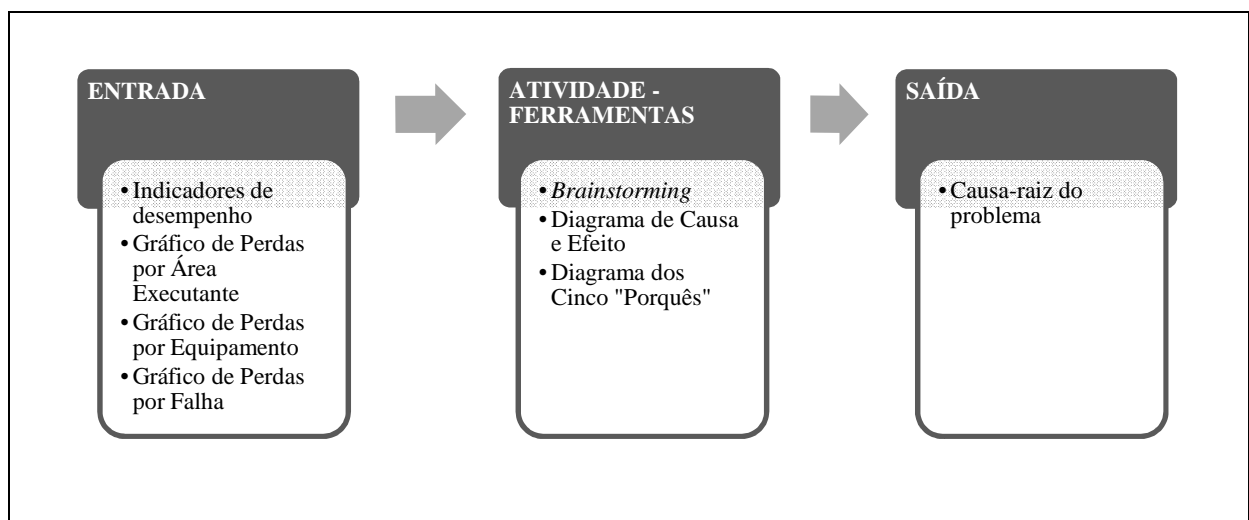 ENTRADA
• Indicadores de
desempenho
• Gráfico de Perdas
por Área
Executante
• Gráfico de Perdas
por Equipamento
• Gráfico de Perdas
por Falha
ATIVIDADE -
FERRAMENTAS
• Brainstorming
• Diagrama de Causa
e Efeito
• Diagrama dos
Cinco "Porquês"
SAÍDA
• Causa-raiz do
problema